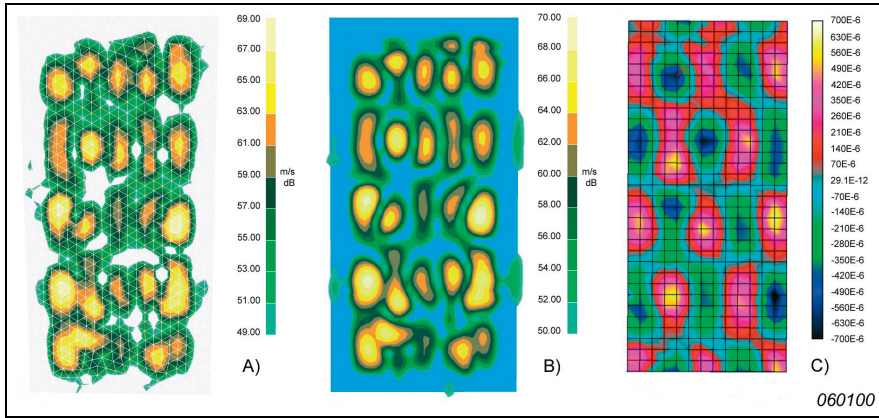 69.00
67.00
65.00
63.00
61.00
59.00
57.00
55.00
53.00
51.00
49.00
m/s
dB
A)
70.00
68.00
66.00
64.00
62.00
60.00
58.00
56.00
54.00
52.00
50.00
m/s
dB
B)
700E-6
630E-6
560E-6
490E-6
420E-6
350E-6
280E-6
210E-6
140E-6
70E-6
29.1E-12
-70E-6
-140E-6
-210E-6
-280E-6
-350E-6
-420E-6
-490E-6
-560E-6
-630E-6
-700E-6
C)
060100